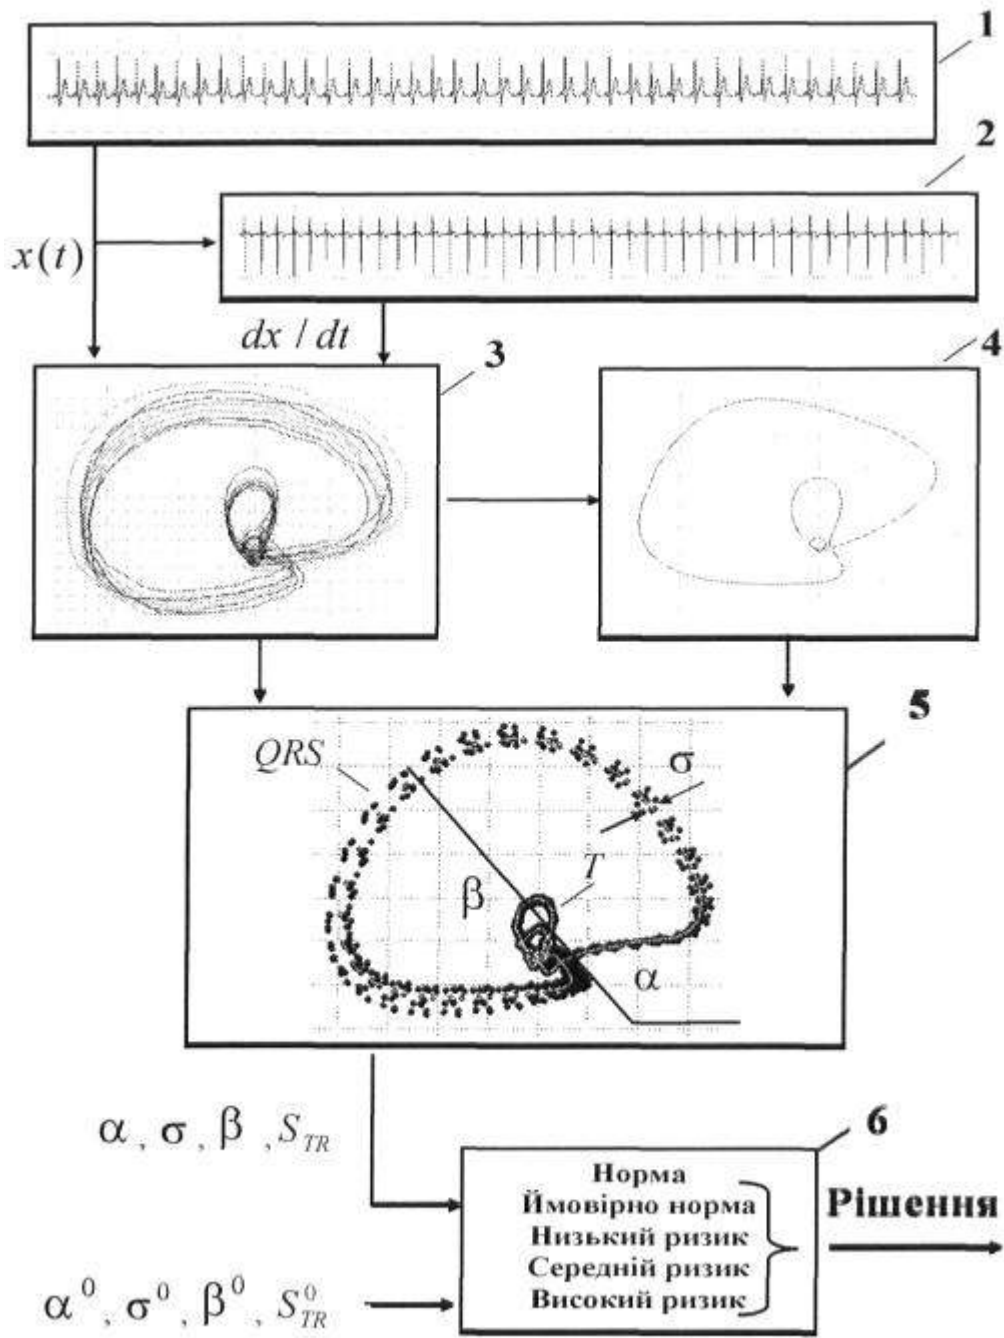 1
2
x(t)
dx / dt
3
4
5
QRS
σ
T
β
α
α , σ , β , S_TR
6
Норма
Ймовірно норма
Низький ризик
Середній ризик
Високий ризик
Рішення
α⁰ , σ⁰ , β⁰ , S⁰_TR